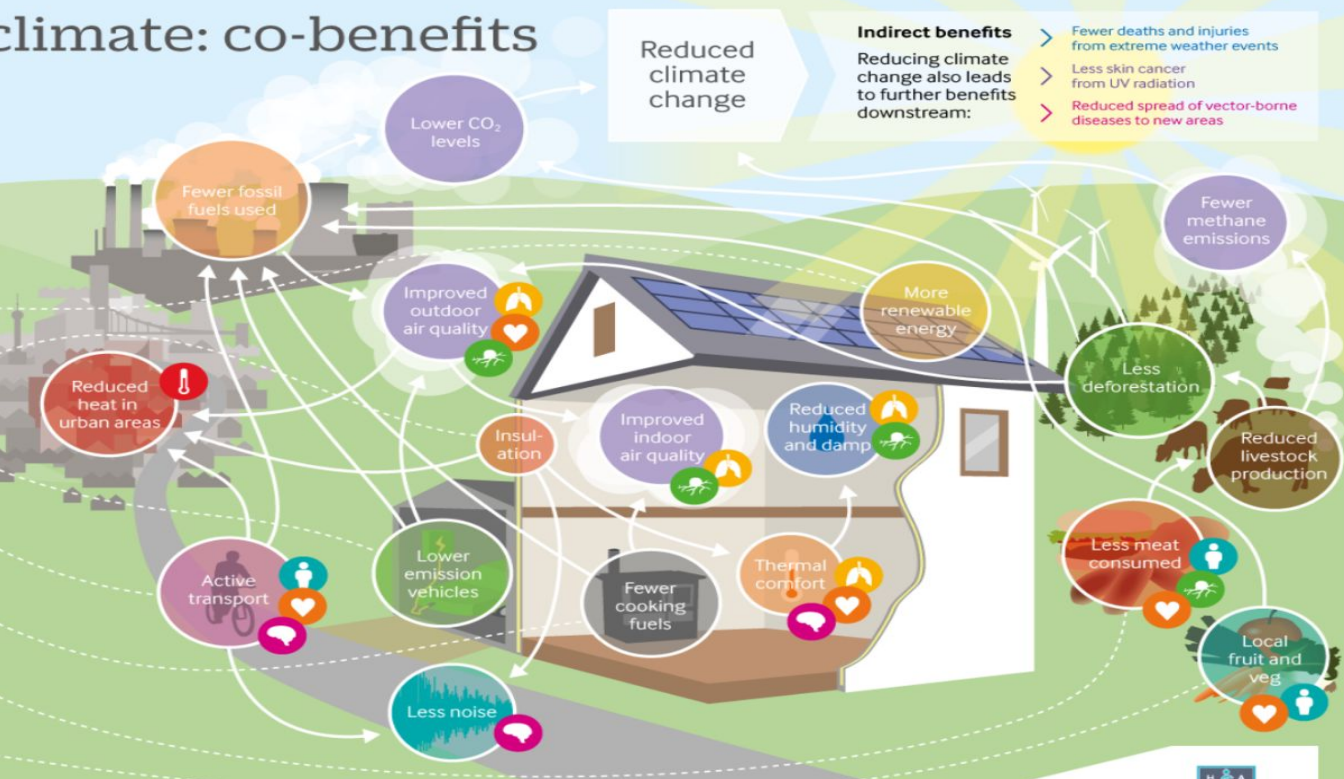 climate: co-benefits
Reduced
climate
change
Indirect benefits
Reducing climate
change also leads
to further benefits
downstream:
Fewer deaths and injuries
from extreme weather events
Less skin cancer
from UV radiation
Reduced spread of vector-borne
diseases to new areas
Lower CO₂
levels
Fewer fossil
fuels used
Fewer
methane
emissions
Improved
outdoor
air quality
More
renewable
energy
Less
deforestation
Reduced
heat in
urban areas
Insul-
ation
Improved
indoor
air quality
Reduced
humidity
and damp
Reduced
livestock
production
Active
transport
Lower
emission
vehicles
Fewer
cooking
fuels
Thermal
comfort
Less meat
consumed
Local
fruit and
veg
Less noise